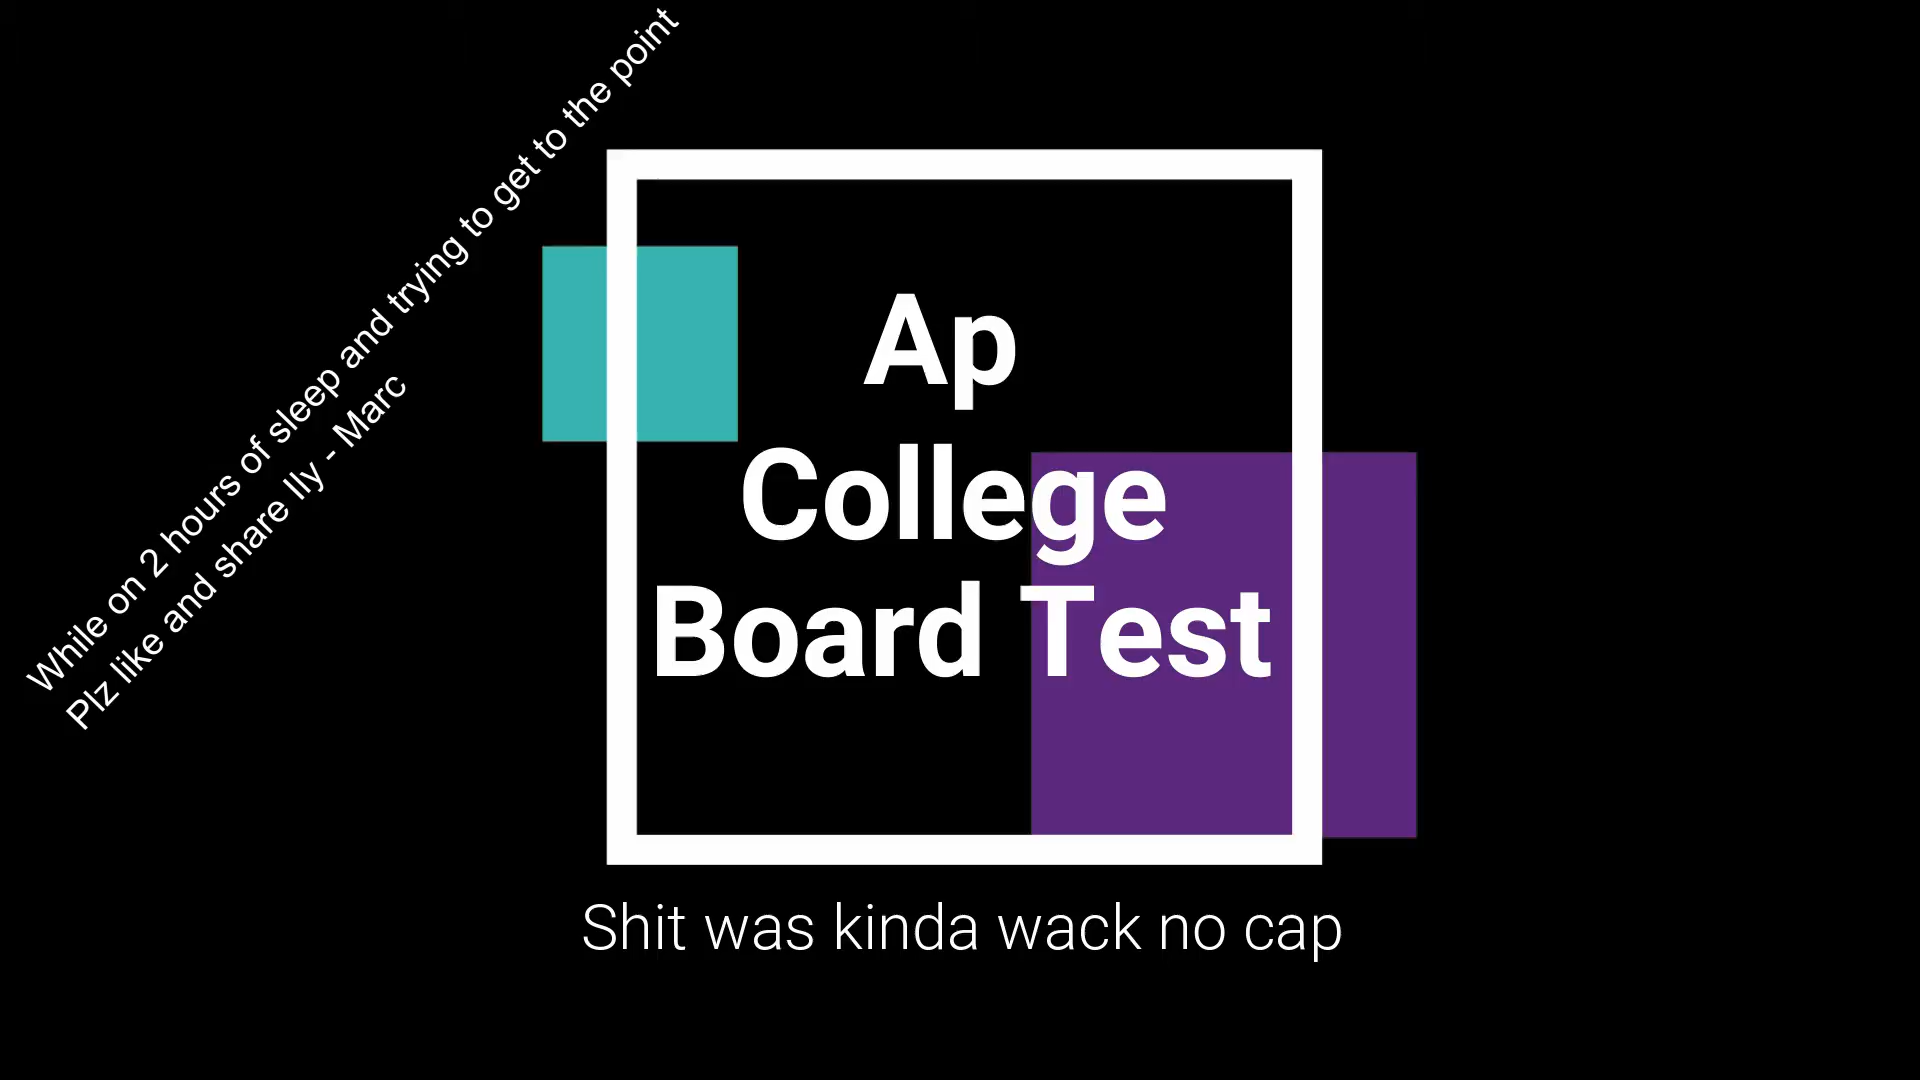 While on 2 hours of sleep and trying to get to the point
Plz like and share lly - Marc
Ap
College
Board Test
Shit was kinda wack no cap